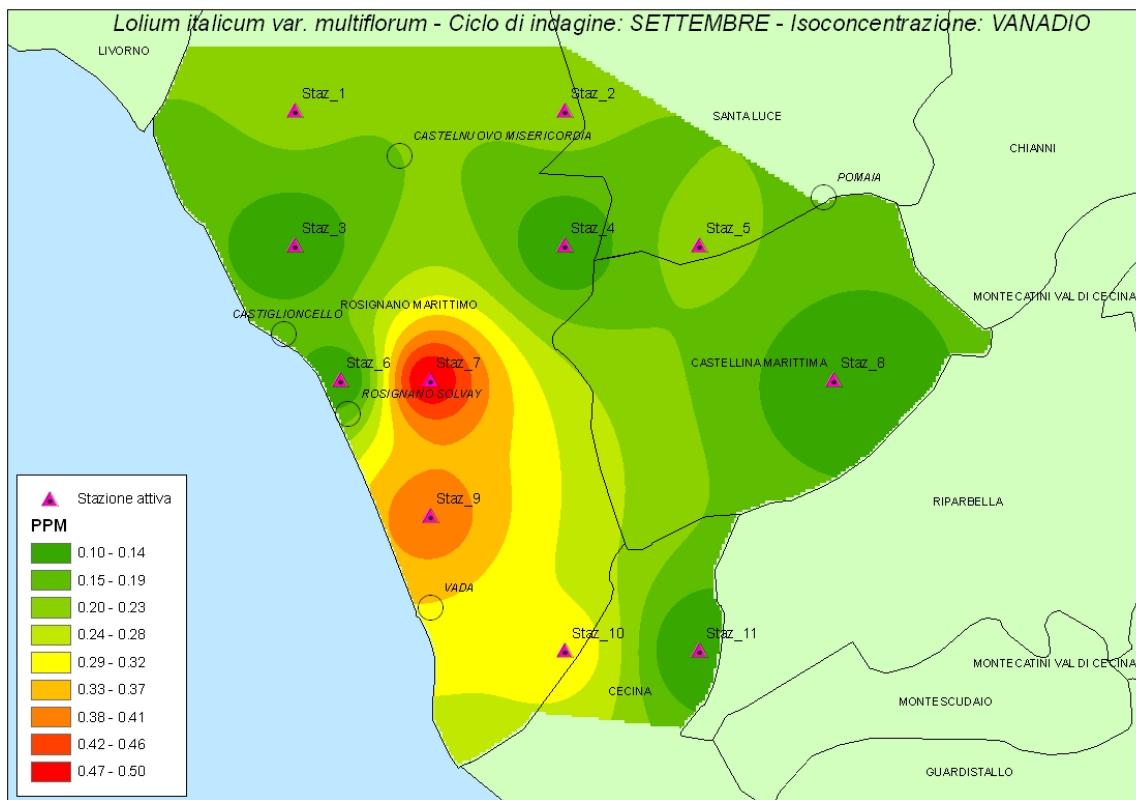 Lolium italicum var. multiflorum - Ciclo di indagine: SETTEMBRE - Isoconcentrazione: VANADIO
LIVORNO
Staz_1
Staz_2
SANTA LUCE
CASTELNUOVO MISERICORDIA
CHIANNI
POMAIA
Staz_3
Staz_4
Staz_5
MONTECATINI VAL DI CECINA
ROSIGNANO MARITTIMO
CASTIGLIONCELLO
Staz_6
Staz_7
CASTELLINA MARITTIMA
Staz_8
ROSIGNANO SOLVAY
Staz_9
RIPARBELLA
VADA
Staz_10
Staz_11
MONTECATINI VAL DI CECINA
CECINA
MONTESCUDAIO
GUARDISTALLO
Stazione attiva
PPM
0.10 - 0.14
0.15 - 0.19
0.20 - 0.23
0.24 - 0.28
0.29 - 0.32
0.33 - 0.37
0.38 - 0.41
0.42 - 0.46
0.47 - 0.50